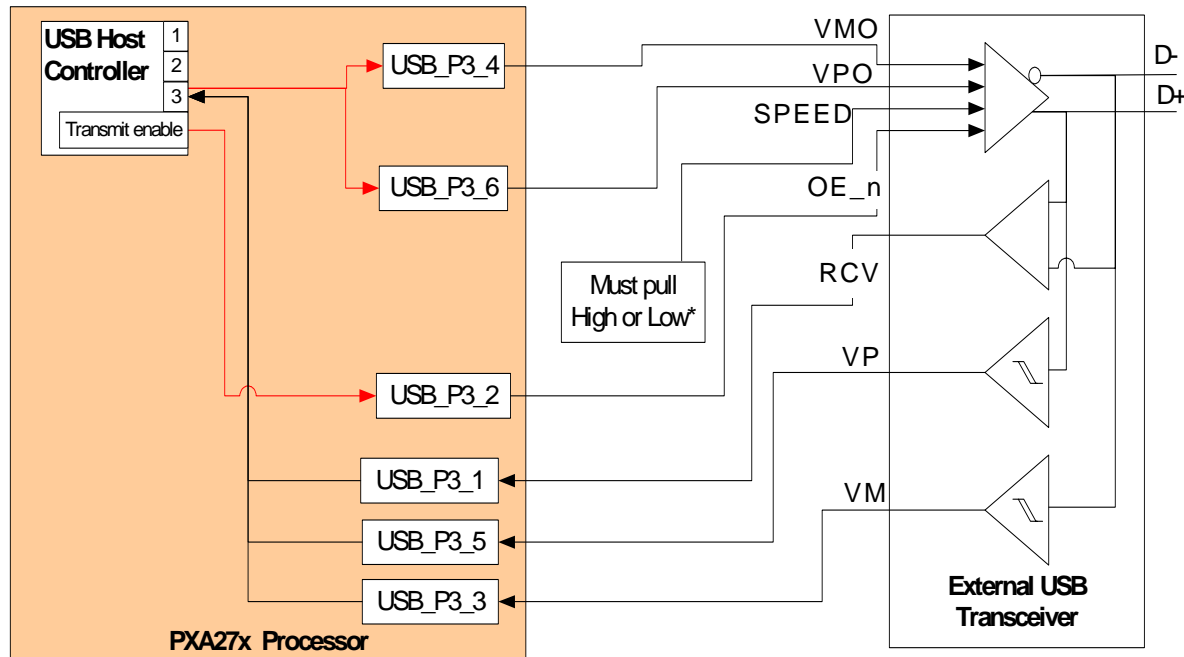 USB Host
Controller
1
2
3
Transmit enable
USB_P3_4
USB_P3_6
USB_P3_2
USB_P3_1
USB_P3_5
USB_P3_3
PXA27x Processor
VMO
VPO
SPEED
OE_n
Must pull
High or Low*
RCV
VP
VM
D-
D+
External USB
Transceiver